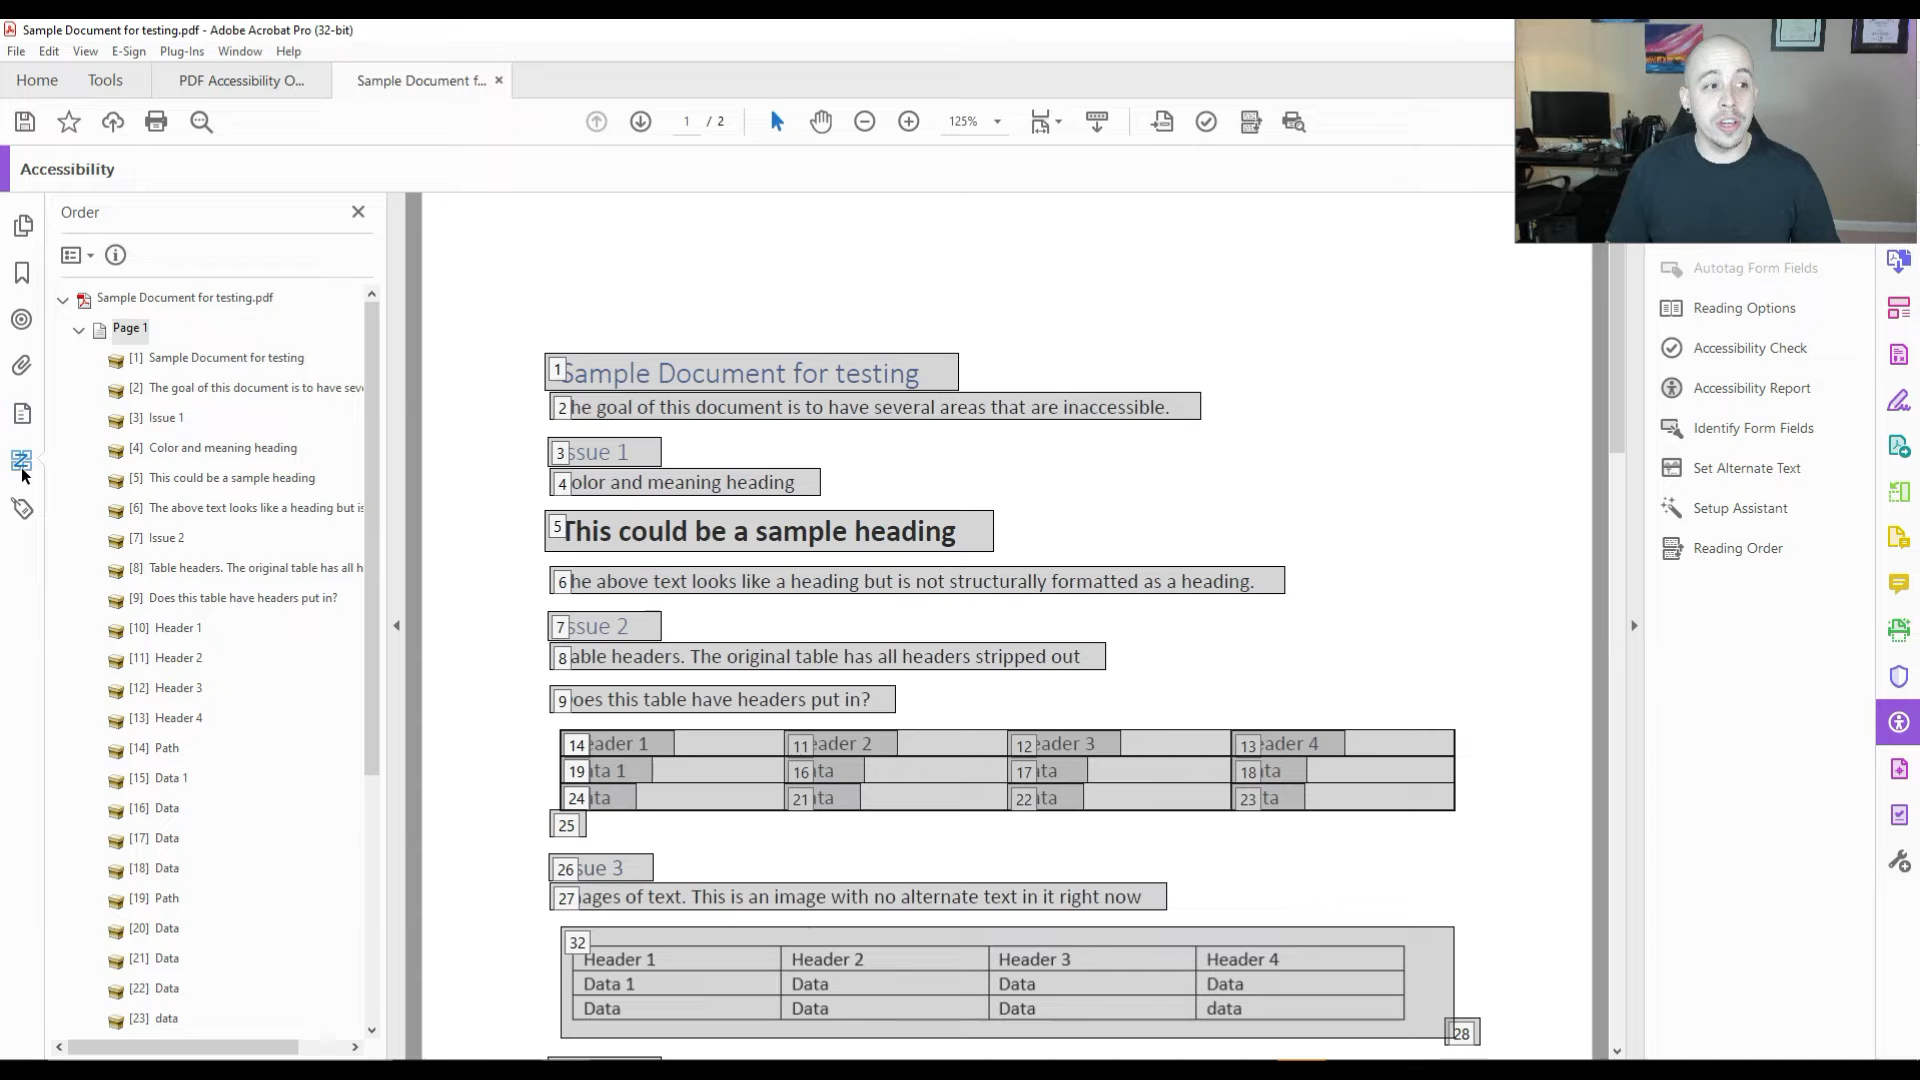 Sample Document for testing.pdf - Adobe Acrobat Pro (32-bit)
File Edit View E-Sign Plug-Ins Window Help
Home Tools PDF Accessibility O... Sample Document f... ×
1 / 2 125%
Accessibility
Order
Sample Document for testing.pdf
Page 1
[1] Sample Document for testing
[2] The goal of this document is to have seve
[3] Issue 1
[4] Color and meaning heading
[5] This could be a sample heading
[6] The above text looks like a heading but is
[7] Issue 2
[8] Table headers. The original table has all h
[9] Does this table have headers put in?
[10] Header 1
[11] Header 2
[12] Header 3
[13] Header 4
[14] Path
[15] Data 1
[16] Data
[17] Data
[18] Data
[19] Path
[20] Data
[21] Data
[22] Data
[23] data
1 Sample Document for testing
2 he goal of this document is to have several areas that are inaccessible.
3 ssue 1
4 olor and meaning heading
5 This could be a sample heading
6 he above text looks like a heading but is not structurally formatted as a heading.
7 ssue 2
8 able headers. The original table has all headers stripped out
9 oes this table have headers put in?
14 eader 1 11 eader 2 12 eader 3 13 eader 4
19 ata 1 16 ta 17 ta 18 ta
24 ta 21 ta 22 ta 23 ta
25
26 sue 3
27 ages of text. This is an image with no alternate text in it right now
32
Header 1 Header 2 Header 3 Header 4
Data 1 Data Data Data
Data Data Data data
28
Autotag Form Fields
Reading Options
Accessibility Check
Accessibility Report
Identify Form Fields
Set Alternate Text
Setup Assistant
Reading Order